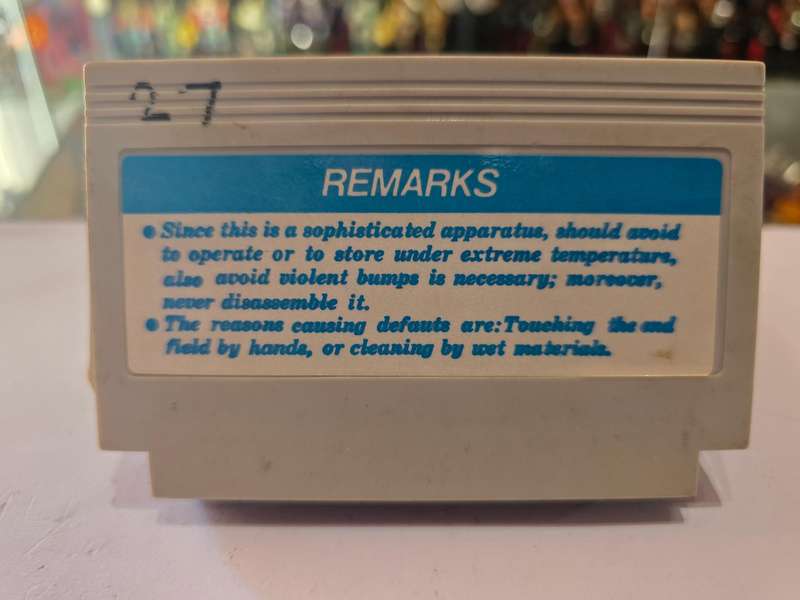 27
REMARKS
● Since this is a sophisticated apparatus, should avoid
to operate or to store under extreme temperature,
also avoid violent bumps is necessary; moreover,
never disassemble it.
● The reasons causing defauts are: Touching the end
field by hands, or cleaning by wet materials.